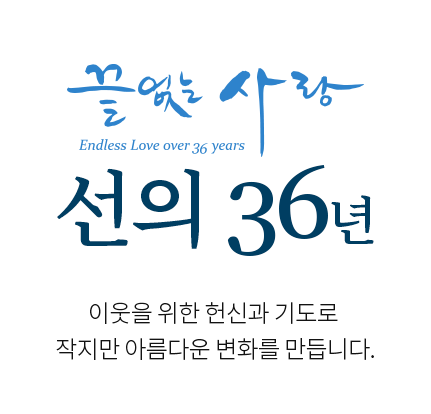 끝없는 사랑
Endless Love over 36 years
선의 36년
이웃을 위한 헌신과 기도로
작지만 아름다운 변화를 만듭니다.